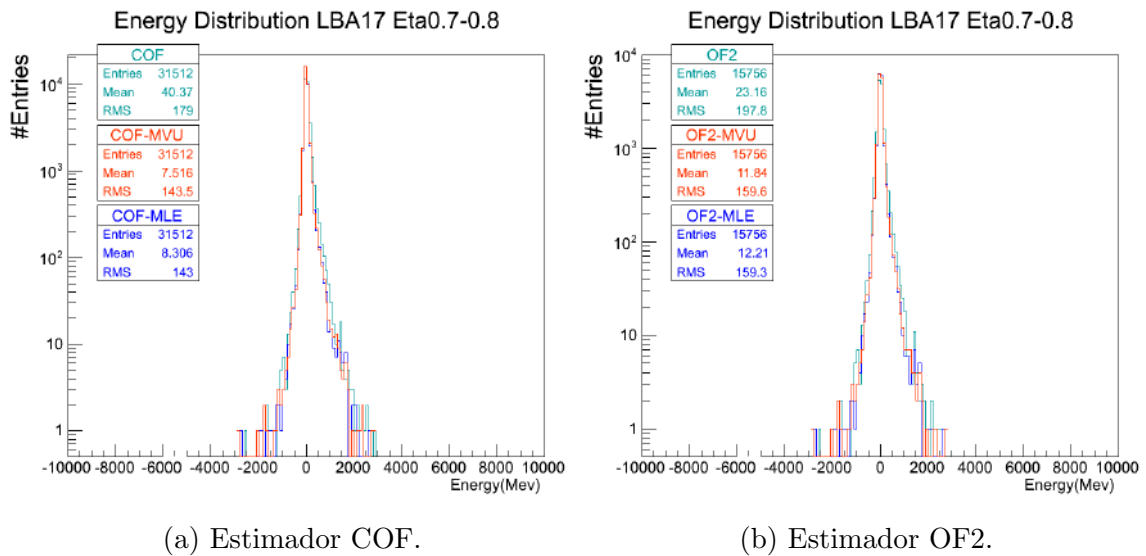 Energy Distribution LBA17 Eta0.7-0.8
#Entries
COF
Entries 31512
Mean 40.37
RMS 179
COF-MVU
Entries 31512
Mean 7.516
RMS 143.5
COF-MLE
Entries 31512
Mean 8.306
RMS 143
10^4
10^3
10^2
10
1
-10000 -8000 -6000 -4000 -2000 0 2000 4000 6000 8000 10000
Energy(Mev)
(a) Estimador COF.
Energy Distribution LBA17 Eta0.7-0.8
#Entries
OF2
Entries 15756
Mean 23.16
RMS 197.8
OF2-MVU
Entries 15756
Mean 11.84
RMS 159.6
OF2-MLE
Entries 15756
Mean 12.21
RMS 159.3
10^4
10^3
10^2
10
1
-10000 -8000 -6000 -4000 -2000 0 2000 4000 6000 8000 10000
Energy(Mev)
(b) Estimador OF2.